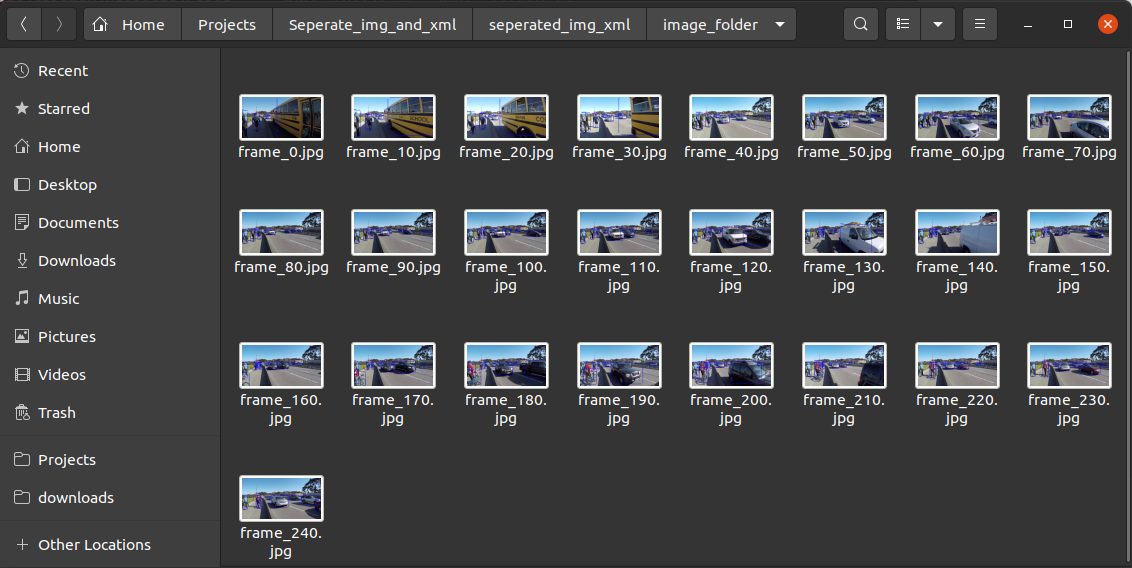 Home Projects Seperate_img_and_xml seperated_img_xml image_folder
Recent
Starred
Home
Desktop
Documents
Downloads
Music
Pictures
Videos
Trash
Projects
downloads
Other Locations
frame_0.jpg frame_10.jpg frame_20.jpg frame_30.jpg frame_40.jpg frame_50.jpg frame_60.jpg frame_70.jpg
frame_80.jpg frame_90.jpg frame_100. frame_110. frame_120. frame_130. frame_140. frame_150.
jpg jpg jpg jpg jpg jpg
frame_160. frame_170. frame_180. frame_190. frame_200. frame_210. frame_220. frame_230.
jpg jpg jpg jpg jpg jpg jpg jpg
frame_240.
jpg